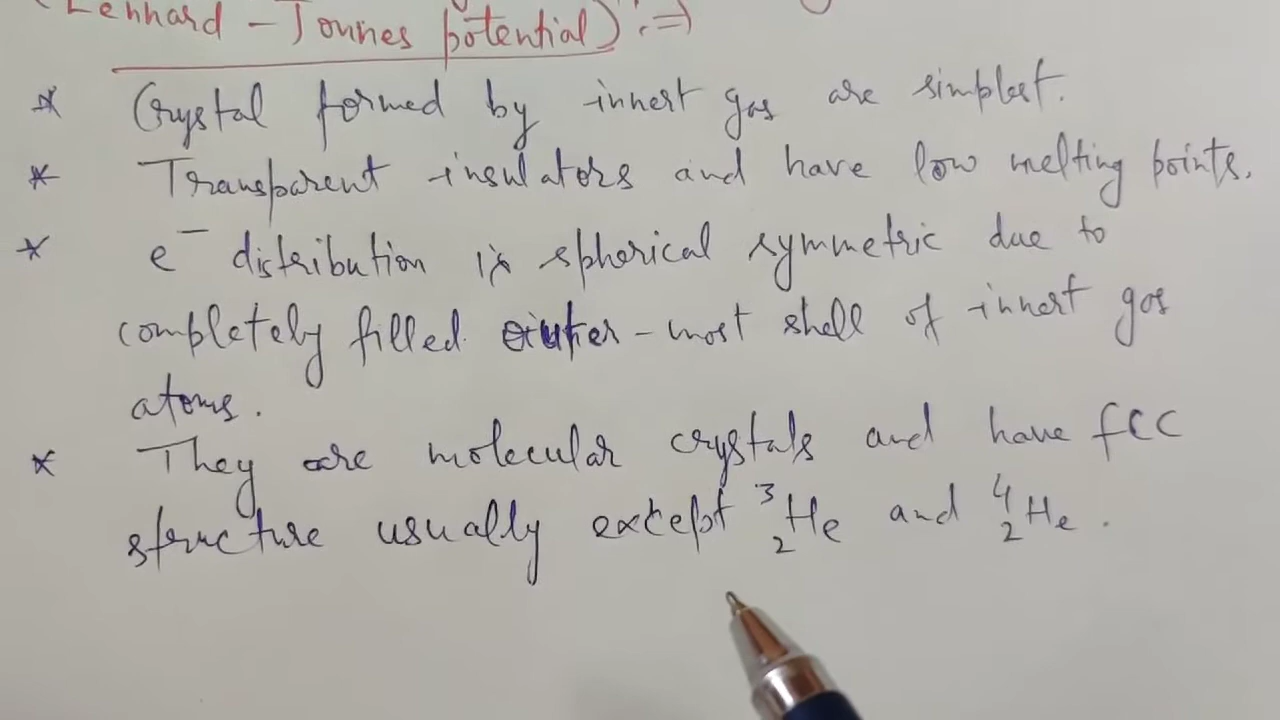 (Lennard - Jonnes potential) :⇒
* Crystal formed by innert gas are simplest.
* Transparent insulators and have low melting points.
* e⁻ distribution is spherical symmetric due to
completely filled outer-most shell of innert gas
atoms.
* They are molecular crystals and have fCC
structure usually except ³₂He and ⁴₂He.